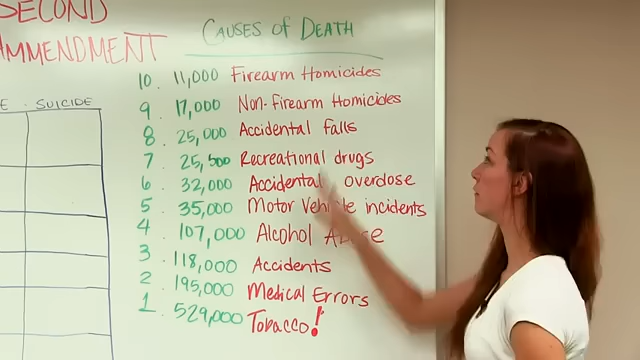 SECOND
AMMENDMENT
E SUICIDE
CAUSES OF DEATH
10. 11,000 Firearm Homicides
9. 17,000 Non-Firearm Homicides
8. 25,000 Accidental falls
7. 25,500 Recreational drugs
6. 32,000 Accidental overdose
5. 35,000 Motor Vehicle incidents
4. 107,000 Alcohol Abuse
3. 118,000 Accidents
2. 195,000 Medical Errors
1. 529,000 Tobacco!